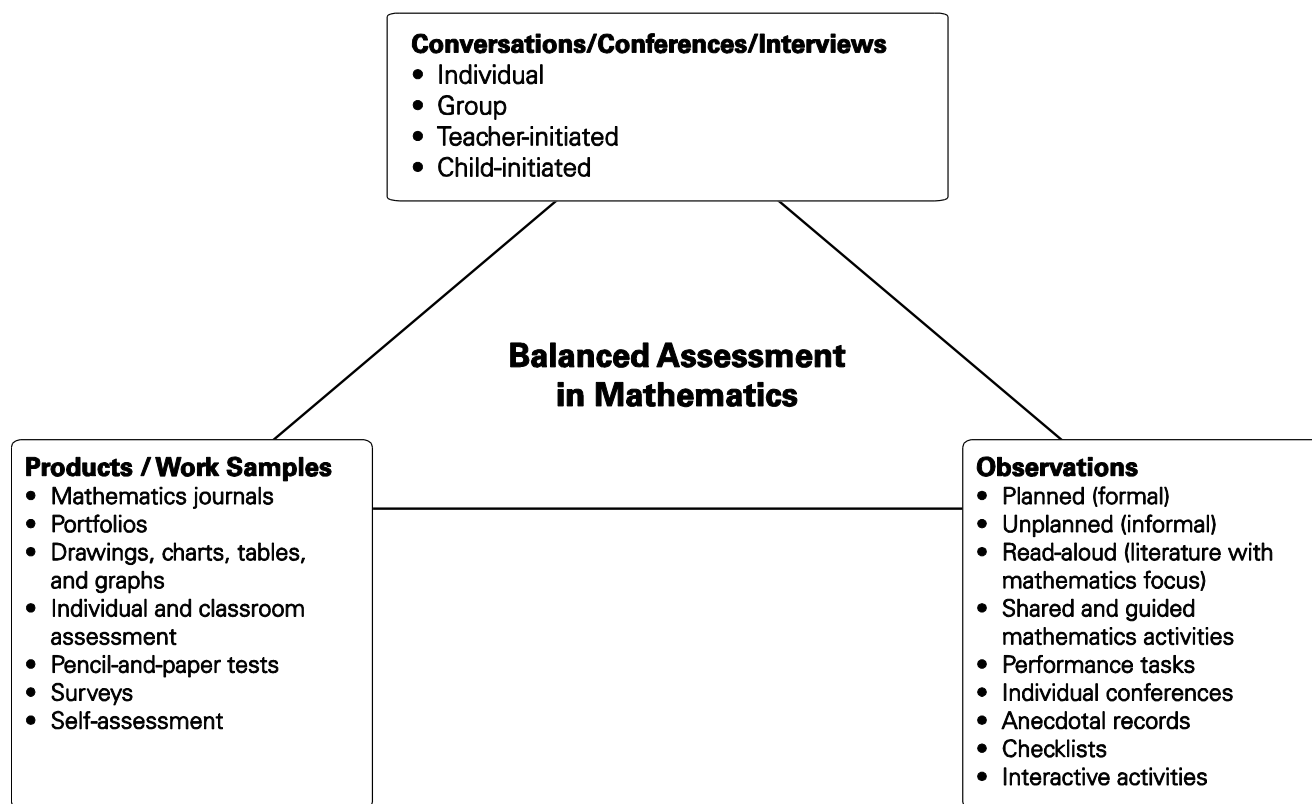 Conversations/Conferences/Interviews
• Individual
• Group
• Teacher-initiated
• Child-initiated
Balanced Assessment
in Mathematics
Products / Work Samples
• Mathematics journals
• Portfolios
• Drawings, charts, tables,
and graphs
• Individual and classroom
assessment
• Pencil-and-paper tests
• Surveys
• Self-assessment
Observations
• Planned (formal)
• Unplanned (informal)
• Read-aloud (literature with
mathematics focus)
• Shared and guided
mathematics activities
• Performance tasks
• Individual conferences
• Anecdotal records
• Checklists
• Interactive activities